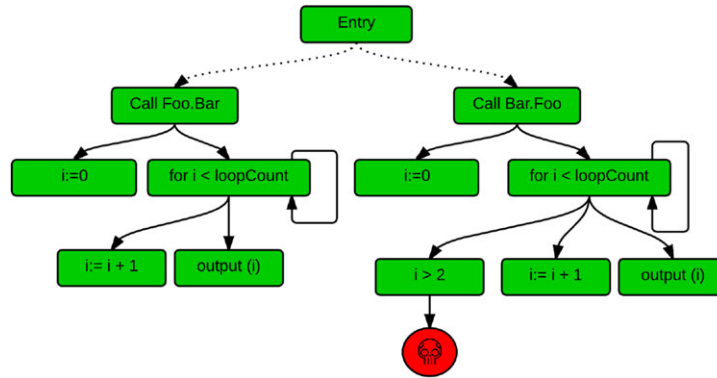 Entry
Call Foo.Bar
Call Bar.Foo
i:=0
for i < loopCount
i:=0
for i < loopCount
i:= i + 1
output (i)
i > 2
i:= i + 1
output (i)